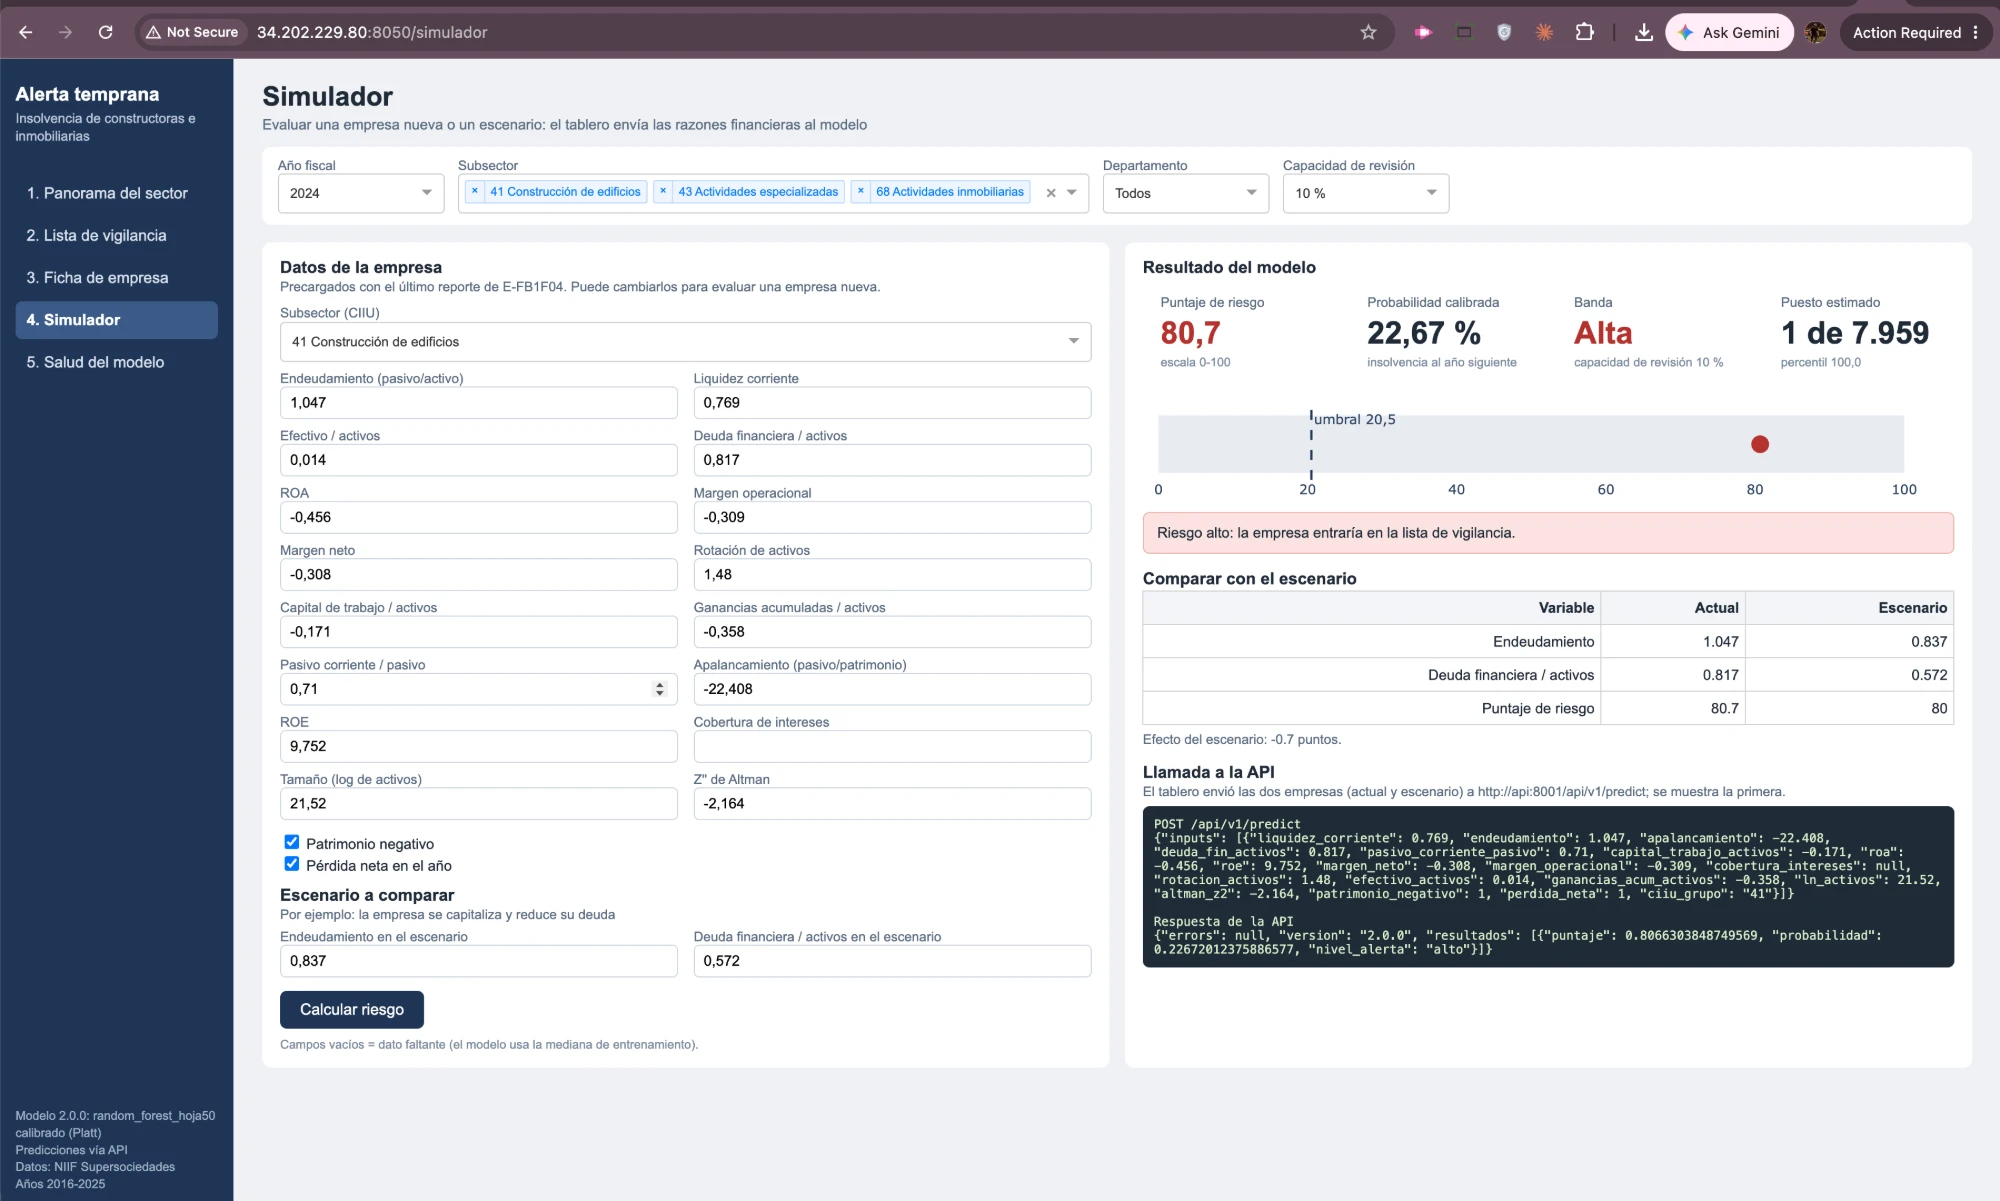 Not Secure
34.202.229.80:8050/simulador
Ask Gemini
Action Required
Alerta temprana
Insolvencia de constructoras e
inmobiliarias
1. Panorama del sector
2. Lista de vigilancia
3. Ficha de empresa
4. Simulador
5. Salud del modelo
Modelo 2.0.0: random_forest_hoja50
calibrado (Platt)
Predicciones vía API
Datos: NIIF Supersociedades
Años 2016-2025
Simulador
Evaluar una empresa nueva o un escenario: el tablero envía las razones financieras al modelo
Año fiscal
2024
Subsector
× 41 Construcción de edificios × 43 Actividades especializadas × 68 Actividades inmobiliarias
Departamento
Todos
Capacidad de revisión
10 %
Datos de la empresa
Precargados con el último reporte de E-FB1F04. Puede cambiarlos para evaluar una empresa nueva.
Subsector (CIIU)
41 Construcción de edificios
Endeudamiento (pasivo/activo)
1,047
Liquidez corriente
0,769
Efectivo / activos
0,014
Deuda financiera / activos
0,817
ROA
-0,456
Margen operacional
-0,309
Margen neto
-0,308
Rotación de activos
1,48
Capital de trabajo / activos
-0,171
Ganancias acumuladas / activos
-0,358
Pasivo corriente / pasivo
0,71
Apalancamiento (pasivo/patrimonio)
-22,408
ROE
9,752
Cobertura de intereses
Tamaño (log de activos)
21,52
Z" de Altman
-2,164
Patrimonio negativo
Pérdida neta en el año
Escenario a comparar
Por ejemplo: la empresa se capitaliza y reduce su deuda
Endeudamiento en el escenario
0,837
Deuda financiera / activos en el escenario
0,572
Calcular riesgo
Campos vacíos = dato faltante (el modelo usa la mediana de entrenamiento).
Resultado del modelo
Puntaje de riesgo
80,7
escala 0-100
Probabilidad calibrada
22,67 %
insolvencia al año siguiente
Banda
Alta
capacidad de revisión 10 %
Puesto estimado
1 de 7.959
percentil 100,0
umbral 20,5
0 20 40 60 80 100
Riesgo alto: la empresa entraría en la lista de vigilancia.
Comparar con el escenario
Variable Actual Escenario
Endeudamiento 1.047 0.837
Deuda financiera / activos 0.817 0.572
Puntaje de riesgo 80.7 80
Efecto del escenario: -0.7 puntos.
Llamada a la API
El tablero envió las dos empresas (actual y escenario) a http://api:8001/api/v1/predict; se muestra la primera.
POST /api/v1/predict
{"inputs": [{"liquidez_corriente": 0.769, "endeudamiento": 1.047, "apalancamiento": -22.408,
"deuda_fin_activos": 0.817, "pasivo_corriente_pasivo": 0.71, "capital_trabajo_activos": -0.171, "roa":
-0.456, "roe": 9.752, "margen_neto": -0.308, "margen_operacional": -0.309, "cobertura_intereses": null,
"rotacion_activos": 1.48, "efectivo_activos": 0.014, "ganancias_acum_activos": -0.358, "ln_activos": 21.52,
"altman_z2": -2.164, "patrimonio_negativo": 1, "perdida_neta": 1, "ciiu_grupo": "41"}]}
Respuesta de la API
{"errors": null, "version": "2.0.0", "resultados": [{"puntaje": 0.8066303848749569, "probabilidad":
0.22672012375886577, "nivel_alerta": "alto"}]}